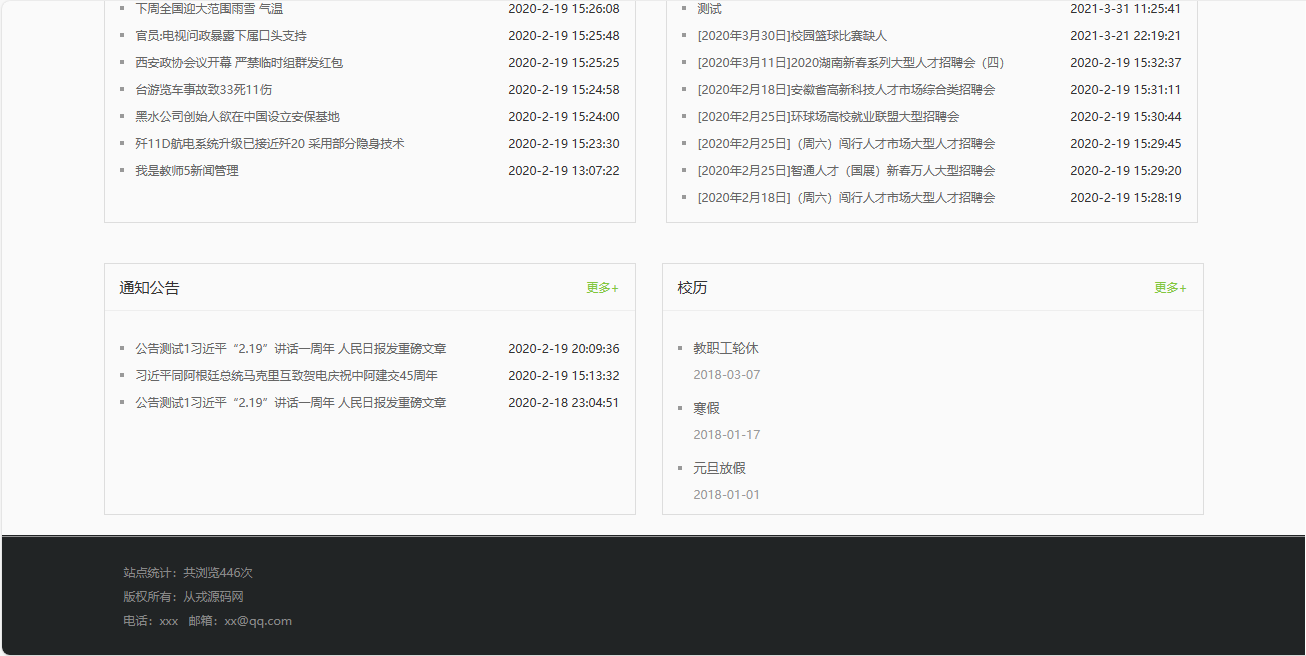 下周全国迎大范围雨雪 气温 2020-2-19 15:26:08
官员:电视问政暴露下属口头支持 2020-2-19 15:25:48
西安政协会议开幕 严禁临时组群发红包 2020-2-19 15:25:25
台游览车事故致33死11伤 2020-2-19 15:24:58
黑水公司创始人欲在中国设立安保基地 2020-2-19 15:24:00
歼11D航电系统升级已接近歼20 采用部分隐身技术 2020-2-19 15:23:30
我是教师5新闻管理 2020-2-19 13:07:22
测试 2021-3-31 11:25:41
[2020年3月30日]校园篮球比赛缺人 2021-3-21 22:19:21
[2020年3月11日]2020湖南新春系列大型人才招聘会（四） 2020-2-19 15:32:37
[2020年2月18日]安徽省高新科技人才市场综合类招聘会 2020-2-19 15:31:11
[2020年2月25日]环球场高校就业联盟大型招聘会 2020-2-19 15:30:44
[2020年2月25日]（周六）闯行人才市场大型人才招聘会 2020-2-19 15:29:45
[2020年2月25日]智通人才（国展）新春万人大型招聘会 2020-2-19 15:29:20
[2020年2月18日]（周六）闯行人才市场大型人才招聘会 2020-2-19 15:28:19
通知公告 更多+
公告测试1习近平“2.19”讲话一周年 人民日报发重磅文章 2020-2-19 20:09:36
习近平同阿根廷总统马克里互致贺电庆祝中阿建交45周年 2020-2-19 15:13:32
公告测试1习近平“2.19”讲话一周年 人民日报发重磅文章 2020-2-18 23:04:51
校历 更多+
教职工轮休
2018-03-07
寒假
2018-01-17
元旦放假
2018-01-01
站点统计：共浏览446次
版权所有：从戎源码网
电话：xxx 邮箱：xx@qq.com